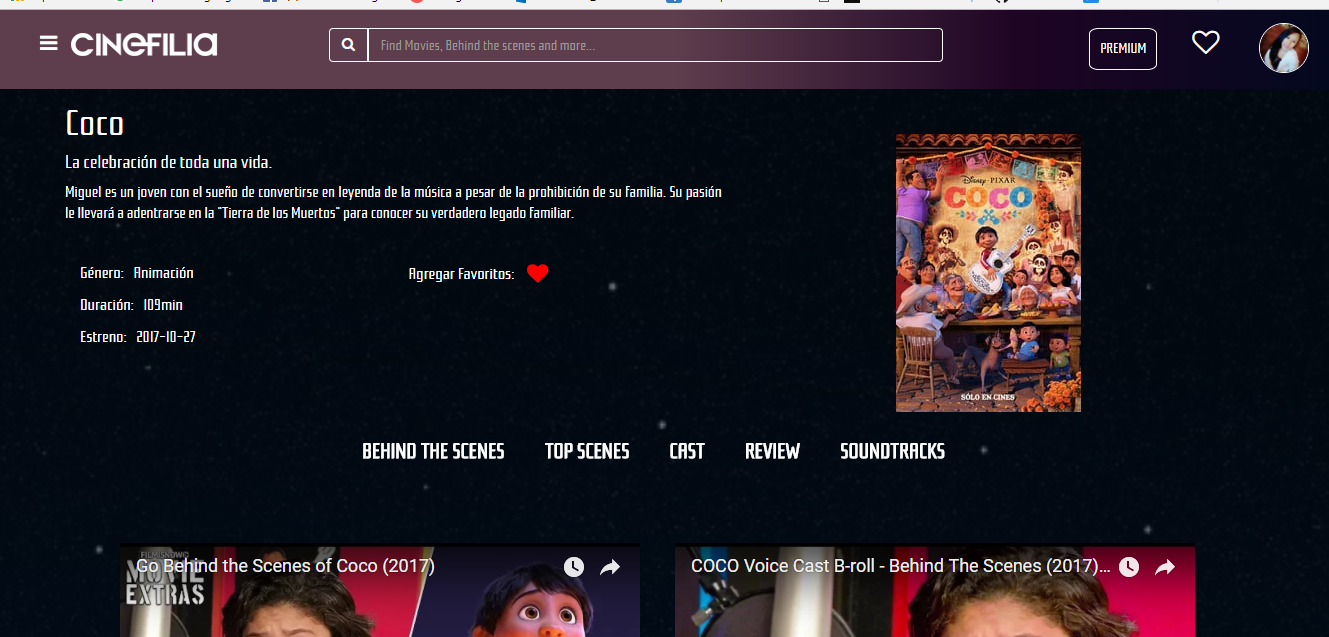 CINEFILIA
Find Movies, Behind the scenes and more...
PREMIUM
Coco
La celebración de toda una vida.
Miguel es un joven con el sueño de convertirse en leyenda de la música a pesar de la prohibición de su familia. Su pasión
le llevará a adentrarse en la "Tierra de los Muertos" para conocer su verdadero legado familiar.
Género: Animación
Agregar Favoritos:
Duración: 109min
Estreno: 2017-10-27
Disney·PIXAR
COCO
SÓLO EN CINES
BEHIND THE SCENES TOP SCENES CAST REVIEW SOUNDTRACKS
FILMISNOW
MOVIE
EXTRAS
Go Behind the Scenes of Coco (2017)
COCO Voice Cast B-roll - Behind The Scenes (2017)...